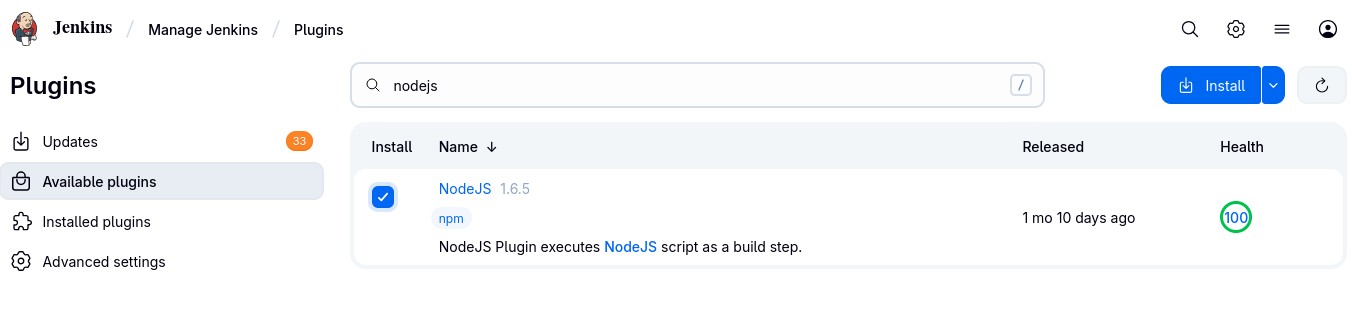 Jenkins / Manage Jenkins / Plugins
Plugins
nodejs /
Install
Updates 33
Available plugins
Installed plugins
Advanced settings
Install Name ↓ Released Health
NodeJS 1.6.5
npm
1 mo 10 days ago 100
NodeJS Plugin executes NodeJS script as a build step.